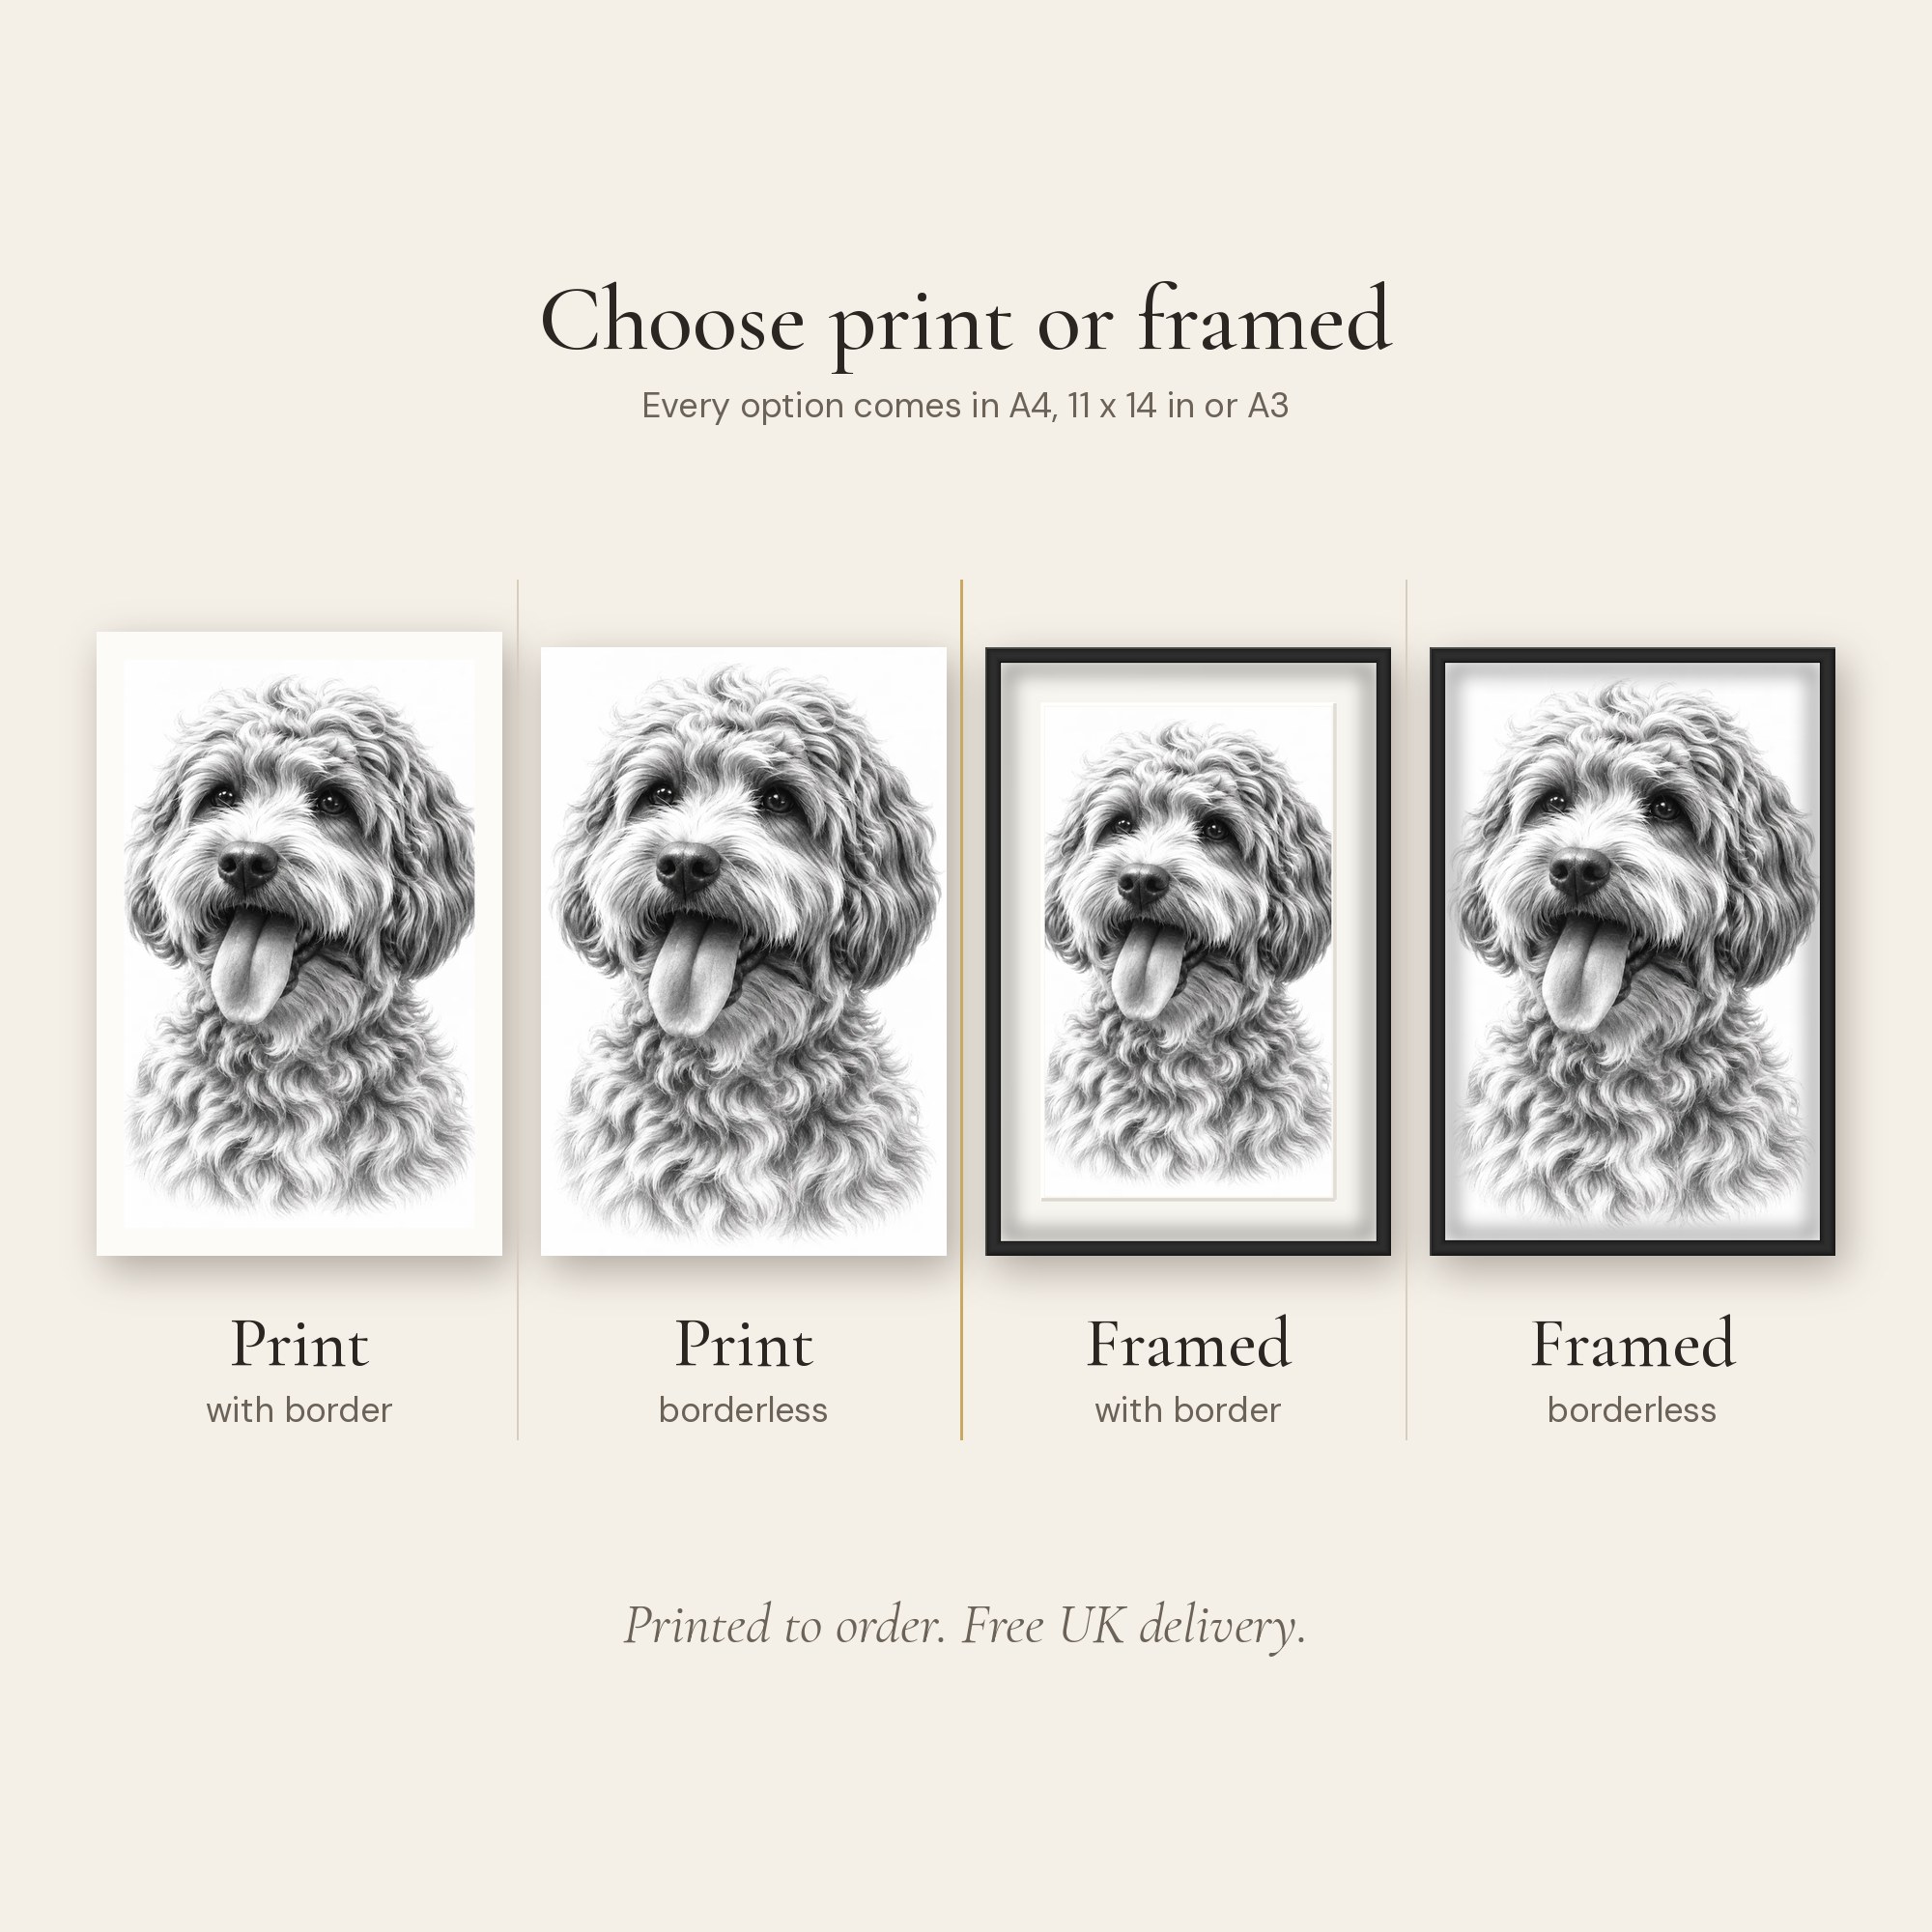 Choose print or framed
Every option comes in A4, 11 x 14 in or A3
Print
with border
Print
borderless
Framed
with border
Framed
borderless
Printed to order. Free UK delivery.